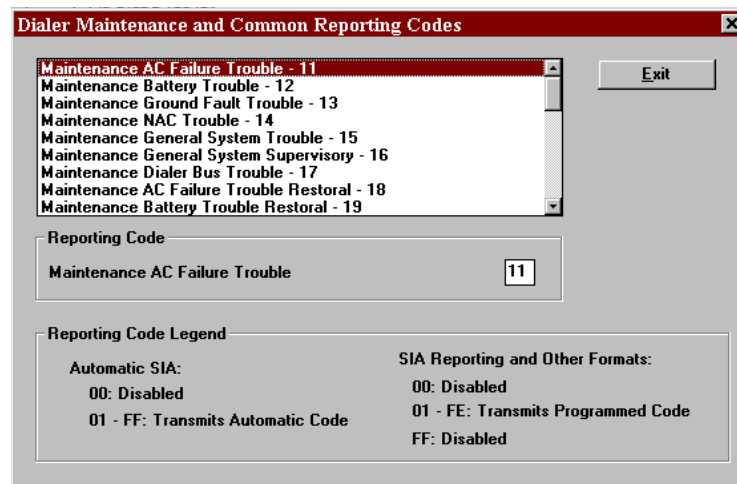 Dialer Maintenance and Common Reporting Codes
Maintenance AC Failure Trouble - 11
Maintenance Battery Trouble - 12
Maintenance Ground Fault Trouble - 13
Maintenance NAC Trouble - 14
Maintenance General System Trouble - 15
Maintenance General System Supervisory - 16
Maintenance Dialer Bus Trouble - 17
Maintenance AC Failure Trouble Restoral - 18
Maintenance Battery Trouble Restoral - 19
Exit
Reporting Code
Maintenance AC Failure Trouble 11
Reporting Code Legend
Automatic SIA:
00: Disabled
01 - FF: Transmits Automatic Code
SIA Reporting and Other Formats:
00: Disabled
01 - FE: Transmits Programmed Code
FF: Disabled